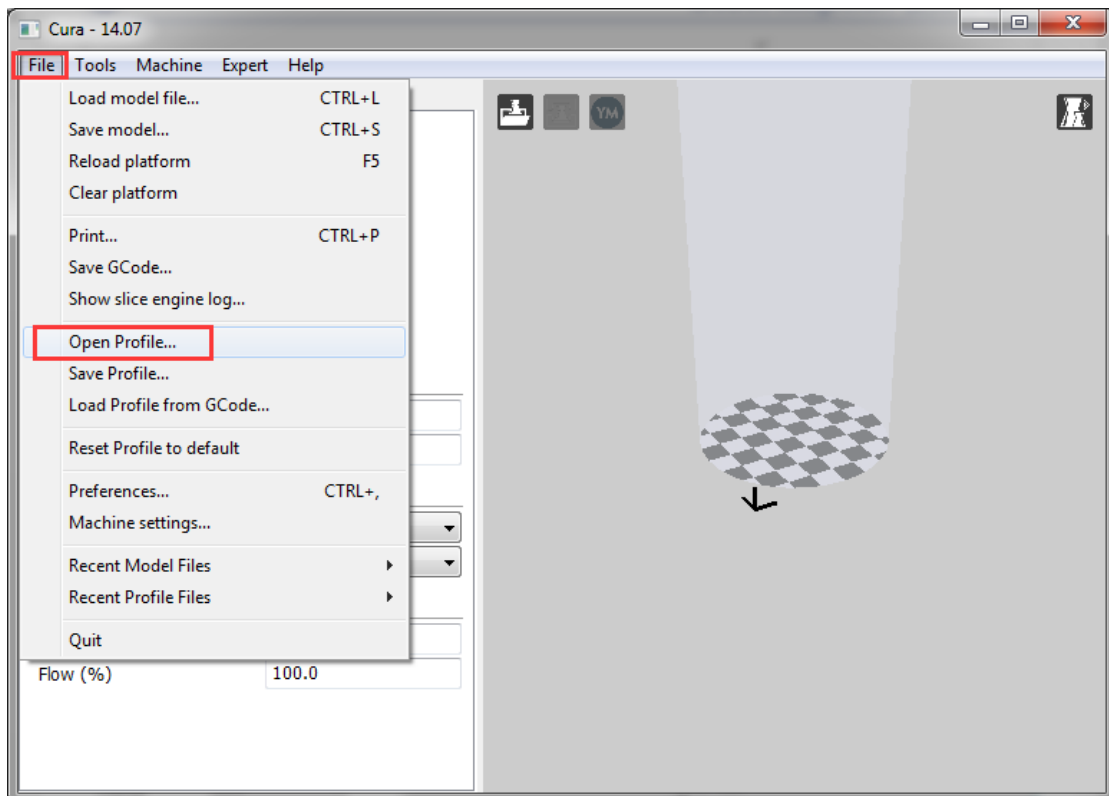 Cura - 14.07
File Tools Machine Expert Help
Load model file... CTRL+L
Save model... CTRL+S
Reload platform F5
Clear platform
Print... CTRL+P
Save GCode...
Show slice engine log...
Open Profile...
Save Profile...
Load Profile from GCode...
Reset Profile to default
Preferences... CTRL+,
Machine settings...
Recent Model Files
Recent Profile Files
Quit
Flow (%) 100.0
YM